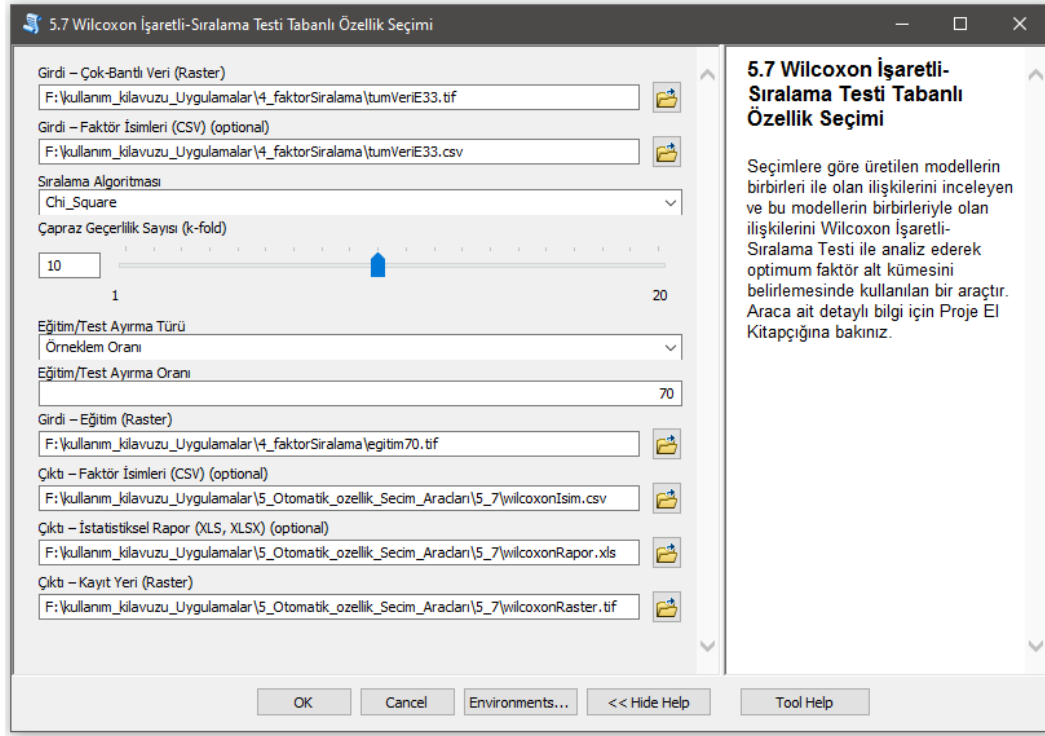 5.7 Wilcoxon İşaretli-Sıralama Testi Tabanlı Özellik Seçimi
Girdi – Çok-Bantlı Veri (Raster)
F:\kullanım_kilavuzu_Uygulamalar\4_faktorSiralama\tumVeriE33.tif
Girdi – Faktör İsimleri (CSV) (optional)
F:\kullanım_kilavuzu_Uygulamalar\4_faktorSiralama\tumVeriE33.csv
Sıralama Algoritması
Chi_Square
Çapraz Geçerlilik Sayısı (k-fold)
10
1 20
Eğitim/Test Ayırma Türü
Örneklem Oranı
Eğitim/Test Ayırma Oranı
70
Girdi – Eğitim (Raster)
F:\kullanım_kilavuzu_Uygulamalar\4_faktorSiralama\egitim70.tif
Çıktı – Faktör İsimleri (CSV) (optional)
F:\kullanım_kilavuzu_Uygulamalar\5_Otomatik_ozellik_Secim_Aracları\5_7\wilcoxonIsim.csv
Çıktı – İstatistiksel Rapor (XLS, XLSX) (optional)
F:\kullanım_kilavuzu_Uygulamalar\5_Otomatik_ozellik_Secim_Aracları\5_7\wilcoxonRapor.xls
Çıktı – Kayıt Yeri (Raster)
F:\kullanım_kilavuzu_Uygulamalar\5_Otomatik_ozellik_Secim_Aracları\5_7\wilcoxonRaster.tif
5.7 Wilcoxon İşaretli-
Sıralama Testi Tabanlı
Özellik Seçimi
Seçimlere göre üretilen modellerin
birbirleri ile olan ilişkilerini inceleyen
ve bu modellerin birbirleriyle olan
ilişkilerini Wilcoxon İşaretli-
Sıralama Testi ile analiz ederek
optimum faktör alt kümesini
belirlemesinde kullanılan bir araçtır.
Araca ait detaylı bilgi için Proje El
Kitapçığına bakınız.
OK Cancel Environments... << Hide Help Tool Help